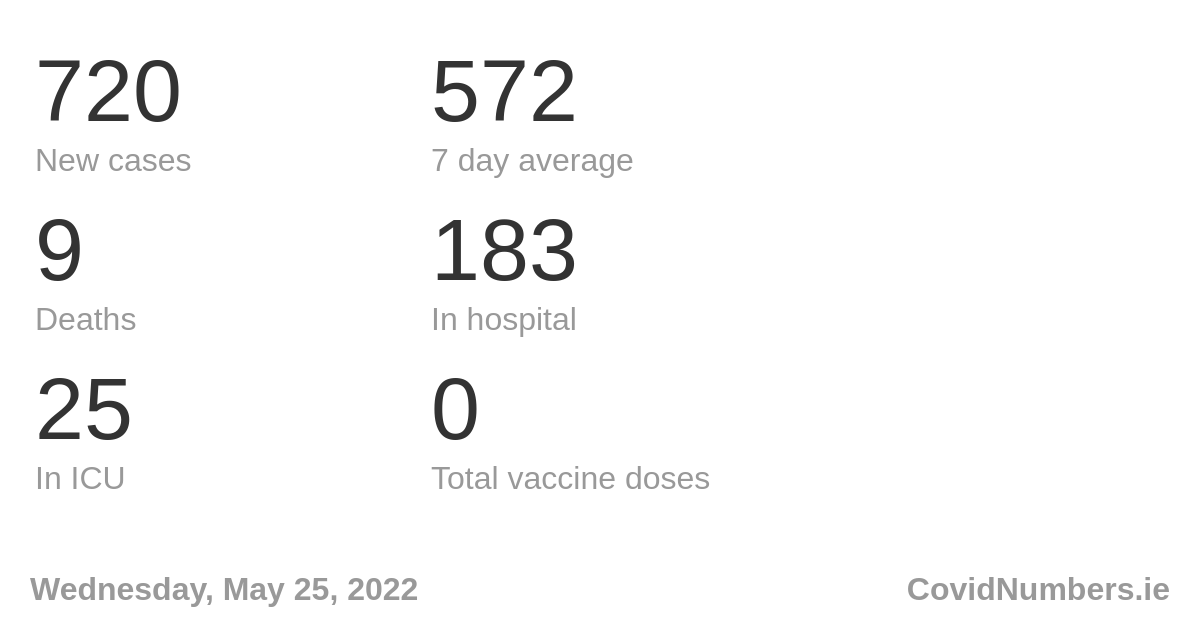 720 572
New cases 7 day average
9 183
Deaths In hospital
25 0
In ICU Total vaccine doses
Wednesday, May 25, 2022 CovidNumbers.ie